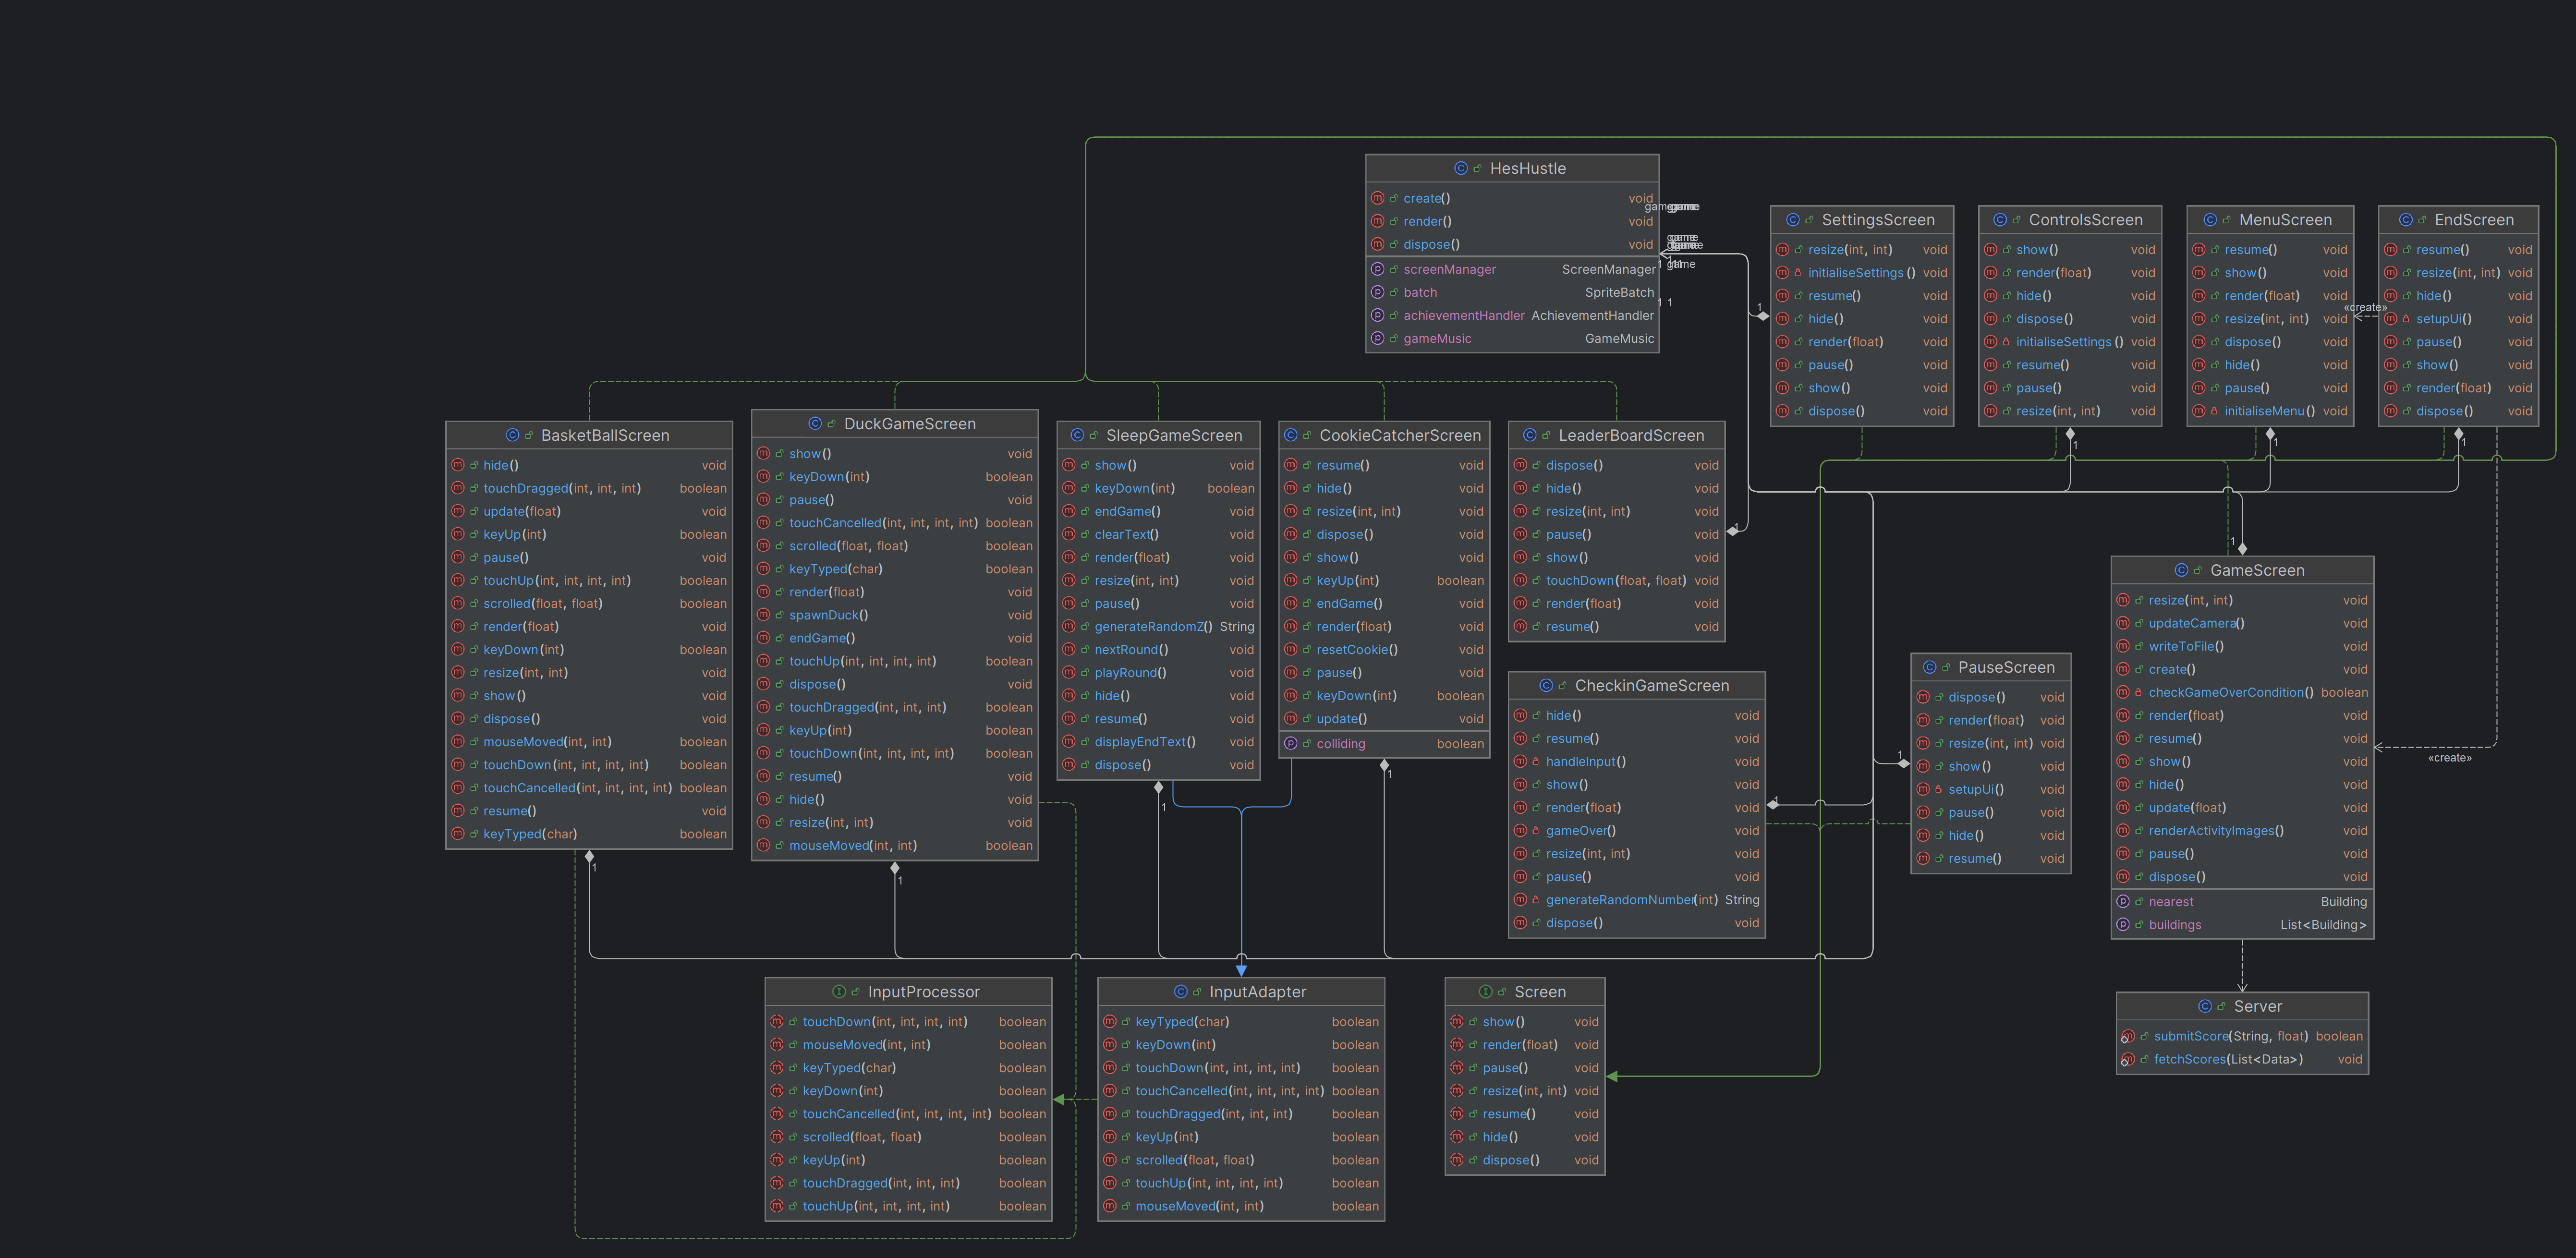 HesHustle
create() void
render() void
dispose() void
screenManager ScreenManager
batch SpriteBatch
achievementHandler AchievementHandler
gameMusic GameMusic
game
game
game
game
1
1 1
SettingsScreen
resize(int, int) void
initialiseSettings() void
resume() void
hide() void
render(float) void
pause() void
show() void
dispose() void
1
ControlsScreen
show() void
render(float) void
hide() void
dispose() void
initialiseSettings() void
resume() void
pause() void
resize(int, int) void
1
MenuScreen
resume() void
show() void
render(float) void
resize(int, int) void
dispose() void
hide() void
pause() void
initialiseMenu() void
1
«create»
EndScreen
resume() void
resize(int, int) void
hide() void
setupUi() void
pause() void
show() void
render(float) void
dispose() void
1
BasketBallScreen
hide() void
touchDragged(int, int, int) boolean
update(float) void
keyUp(int) boolean
pause() void
touchUp(int, int, int, int) boolean
scrolled(float, float) boolean
render(float) void
keyDown(int) boolean
resize(int, int) void
show() void
dispose() void
mouseMoved(int, int) boolean
touchDown(int, int, int, int) boolean
touchCancelled(int, int, int, int) boolean
resume() void
keyTyped(char) boolean
1
DuckGameScreen
show() void
keyDown(int) boolean
pause() void
touchCancelled(int, int, int, int) boolean
scrolled(float, float) boolean
keyTyped(char) boolean
render(float) void
spawnDuck() void
endGame() void
touchUp(int, int, int, int) boolean
dispose() void
touchDragged(int, int, int) boolean
keyUp(int) boolean
touchDown(int, int, int, int) boolean
resume() void
hide() void
resize(int, int) void
mouseMoved(int, int) boolean
1
SleepGameScreen
show() void
keyDown(int) boolean
endGame() void
clearText() void
render(float) void
resize(int, int) void
pause() void
generateRandomZ() String
nextRound() void
playRound() void
hide() void
resume() void
displayEndText() void
dispose() void
1
CookieCatcherScreen
resume() void
hide() void
resize(int, int) void
dispose() void
show() void
keyUp(int) boolean
endGame() void
render(float) void
resetCookie() void
pause() void
keyDown(int) boolean
update() void
colliding boolean
1
LeaderBoardScreen
dispose() void
hide() void
resize(int, int) void
pause() void
show() void
touchDown(float, float) void
render(float) void
resume() void
1
CheckinGameScreen
hide() void
resume() void
handleInput() void
show() void
render(float) void
gameOver() void
resize(int, int) void
pause() void
generateRandomNumber(int) String
dispose() void
1
PauseScreen
dispose() void
render(float) void
resize(int, int) void
show() void
setupUi() void
pause() void
hide() void
resume() void
1
GameScreen
resize(int, int) void
updateCamera() void
writeToFile() void
create() void
checkGameOverCondition() boolean
render(float) void
resume() void
show() void
hide() void
update(float) void
renderActivityImages() void
pause() void
dispose() void
nearest Building
buildings List<Building>
1
«create»
InputProcessor
touchDown(int, int, int, int) boolean
mouseMoved(int, int) boolean
keyTyped(char) boolean
keyDown(int) boolean
touchCancelled(int, int, int, int) boolean
scrolled(float, float) boolean
keyUp(int) boolean
touchDragged(int, int, int) boolean
touchUp(int, int, int, int) boolean
InputAdapter
keyTyped(char) boolean
keyDown(int) boolean
touchDown(int, int, int, int) boolean
touchCancelled(int, int, int, int) boolean
touchDragged(int, int, int) boolean
keyUp(int) boolean
scrolled(float, float) boolean
touchUp(int, int, int, int) boolean
mouseMoved(int, int) boolean
Screen
show() void
render(float) void
pause() void
resize(int, int) void
resume() void
hide() void
dispose() void
Server
submitScore(String, float) boolean
fetchScores(List<Data>) void